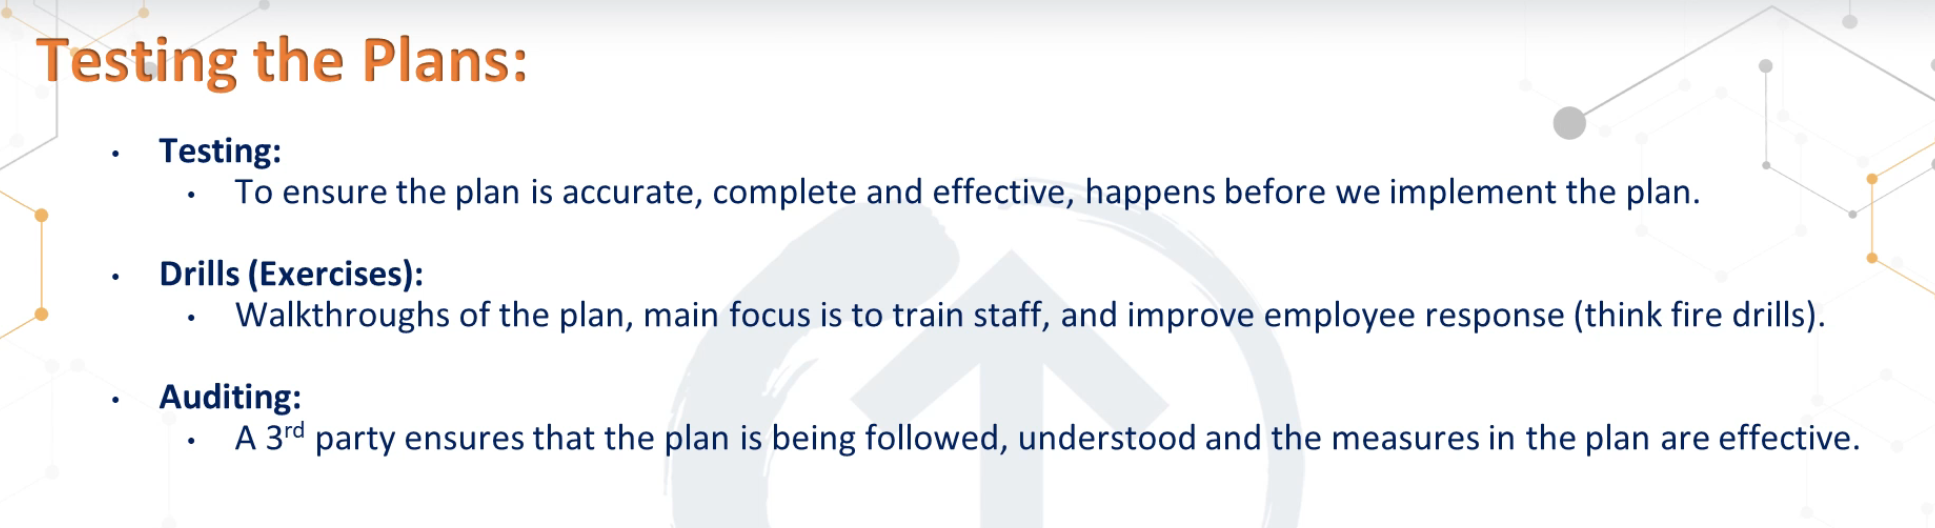 Testing the Plans:
• Testing:
• To ensure the plan is accurate, complete and effective, happens before we implement the plan.
• Drills (Exercises):
• Walkthroughs of the plan, main focus is to train staff, and improve employee response (think fire drills).
• Auditing:
• A 3rd party ensures that the plan is being followed, understood and the measures in the plan are effective.